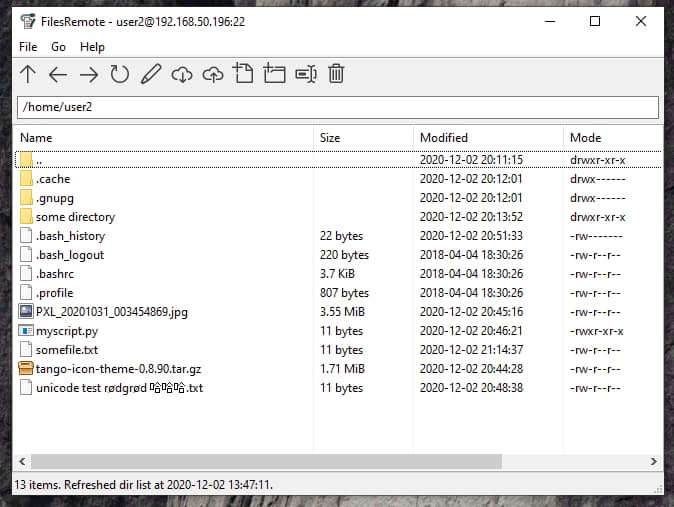 FilesRemote - user2@192.168.50.196:22
File Go Help
/home/user2
Name Size Modified Mode
.. 2020-12-02 20:11:15 drwxr-xr-x
.cache 2020-12-02 20:12:01 drwx------
.gnupg 2020-12-02 20:12:01 drwx------
some directory 2020-12-02 20:13:52 drwxr-xr-x
.bash_history 22 bytes 2020-12-02 20:51:33 -rw-------
.bash_logout 220 bytes 2018-04-04 18:30:26 -rw-r--r--
.bashrc 3.7 KiB 2018-04-04 18:30:26 -rw-r--r--
.profile 807 bytes 2018-04-04 18:30:26 -rw-r--r--
PXL_20201031_003454869.jpg 3.55 MiB 2020-12-02 20:45:16 -rw-r--r--
myscript.py 11 bytes 2020-12-02 20:46:21 -rwxr-xr-x
somefile.txt 11 bytes 2020-12-02 21:14:37 -rw-r--r--
tango-icon-theme-0.8.90.tar.gz 1.71 MiB 2020-12-02 20:44:28 -rw-r--r--
unicode test rødgrød .txt 11 bytes 2020-12-02 20:48:38 -rw-r--r--
13 items. Refreshed dir list at 2020-12-02 13:47:11.